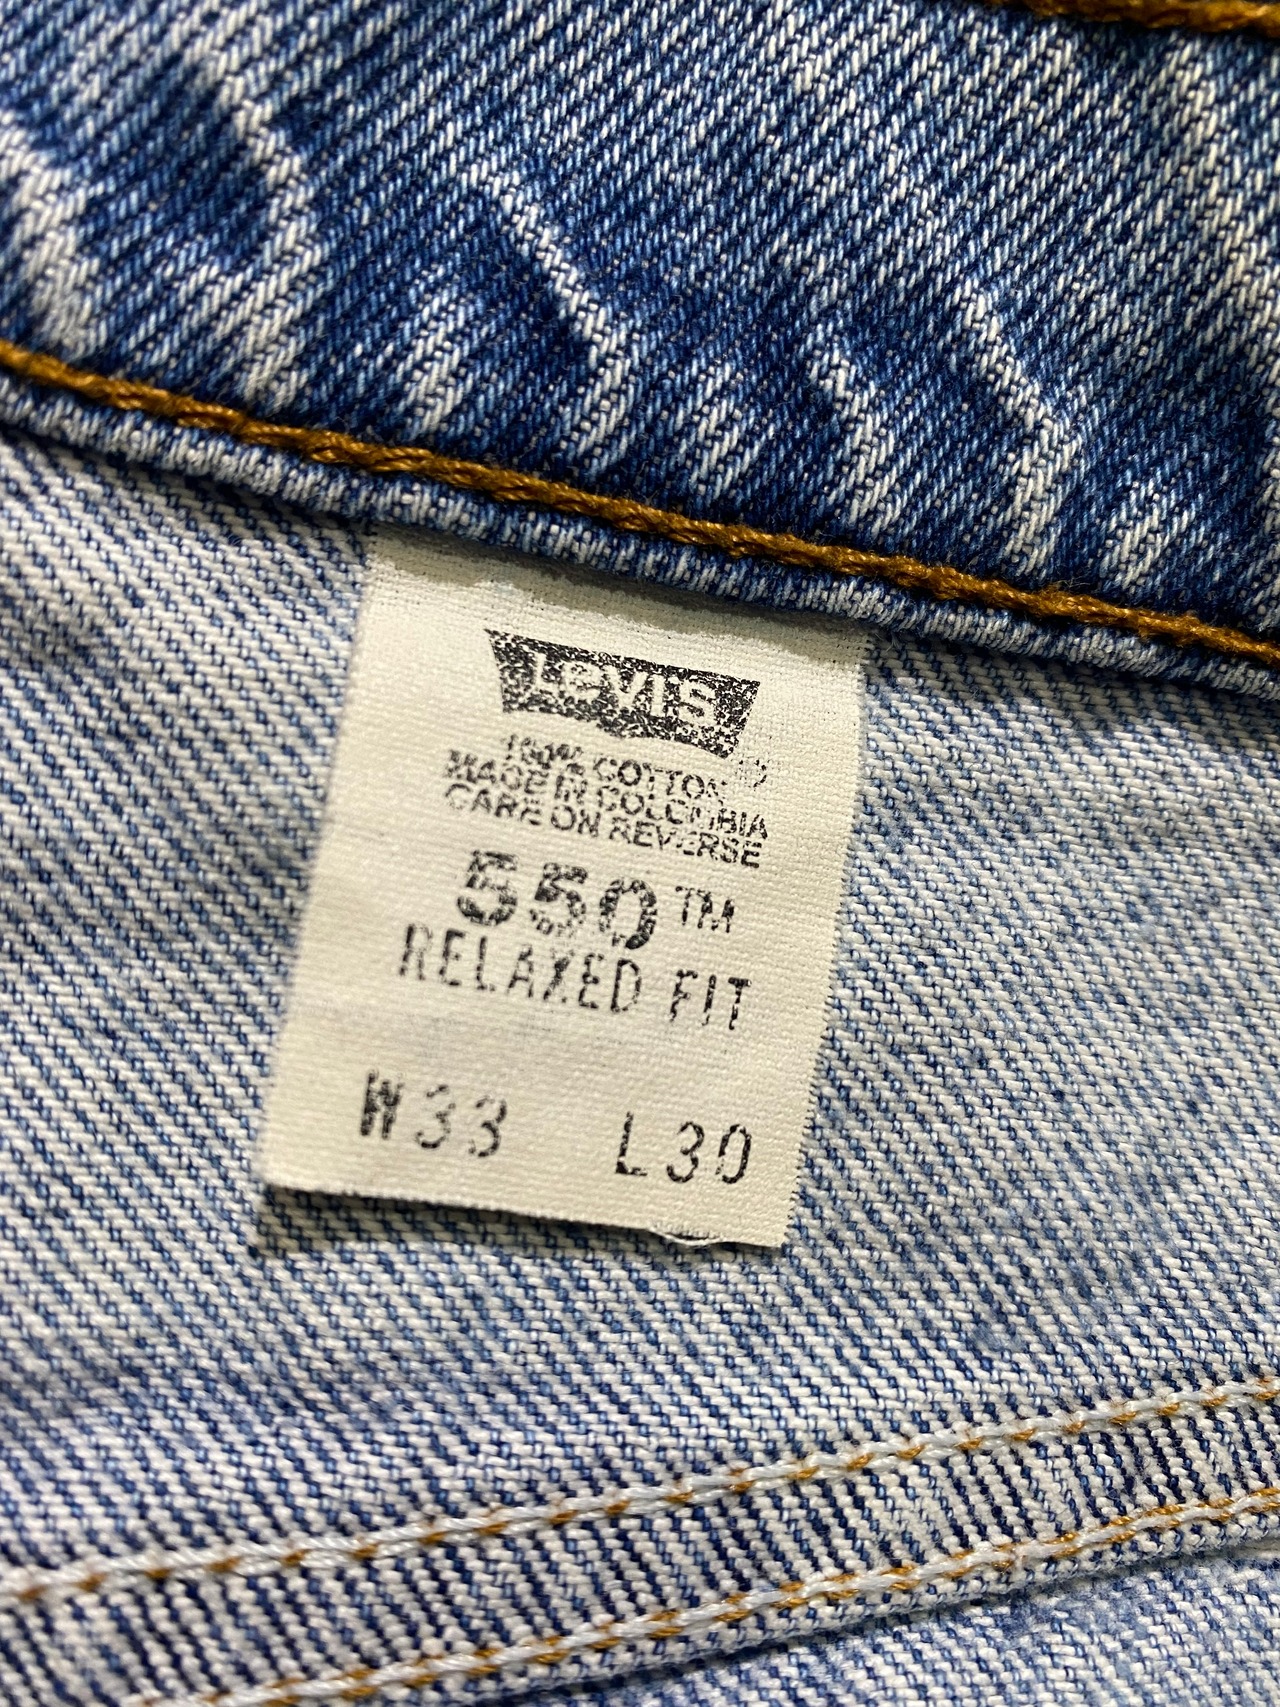 Levi's ®
100% COTTON
MADE IN COLOMBIA
CARE ON REVERSE
550™
RELAXED FIT
W33 L30